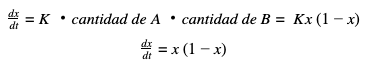 dx/dt = K • cantidad de A • cantidad de B = Kx (1 − x)
dx/dt = x (1 − x)